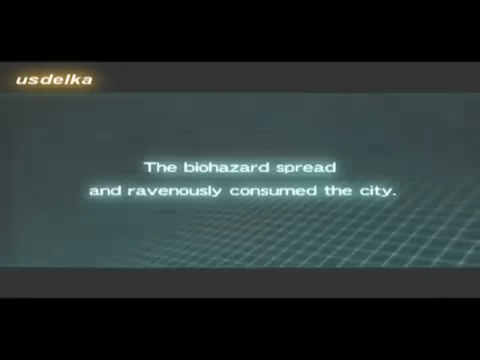 usdelka
The biohazard spread
and ravenously consumed the city.